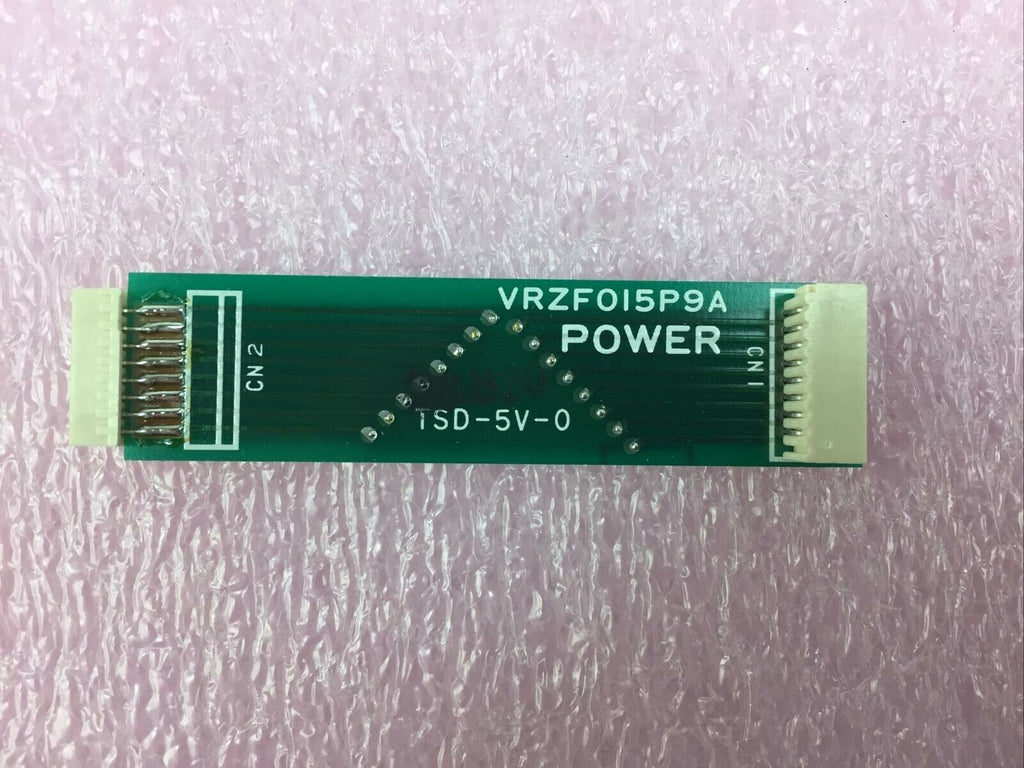 VRZF015P9A
POWER
CN2
CN1
TSD-5V-0